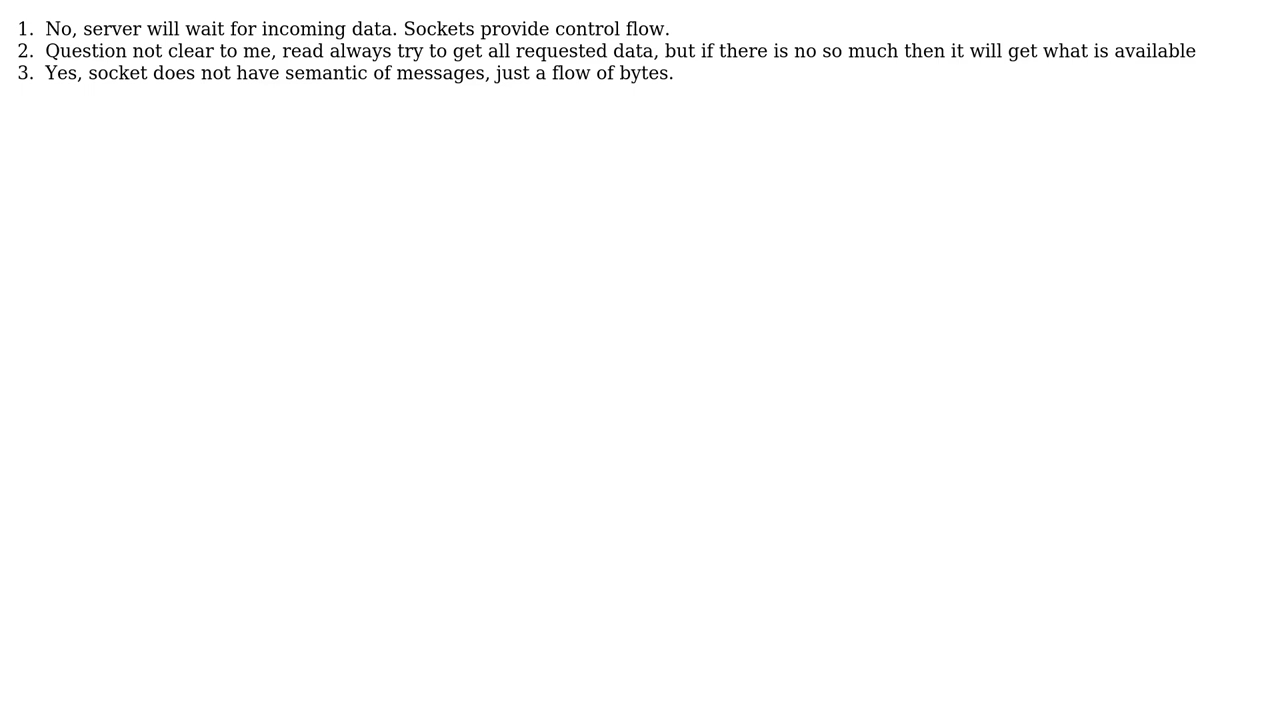 1. No, server will wait for incoming data. Sockets provide control flow.
2. Question not clear to me, read always try to get all requested data, but if there is no so much then it will get what is available
3. Yes, socket does not have semantic of messages, just a flow of bytes.